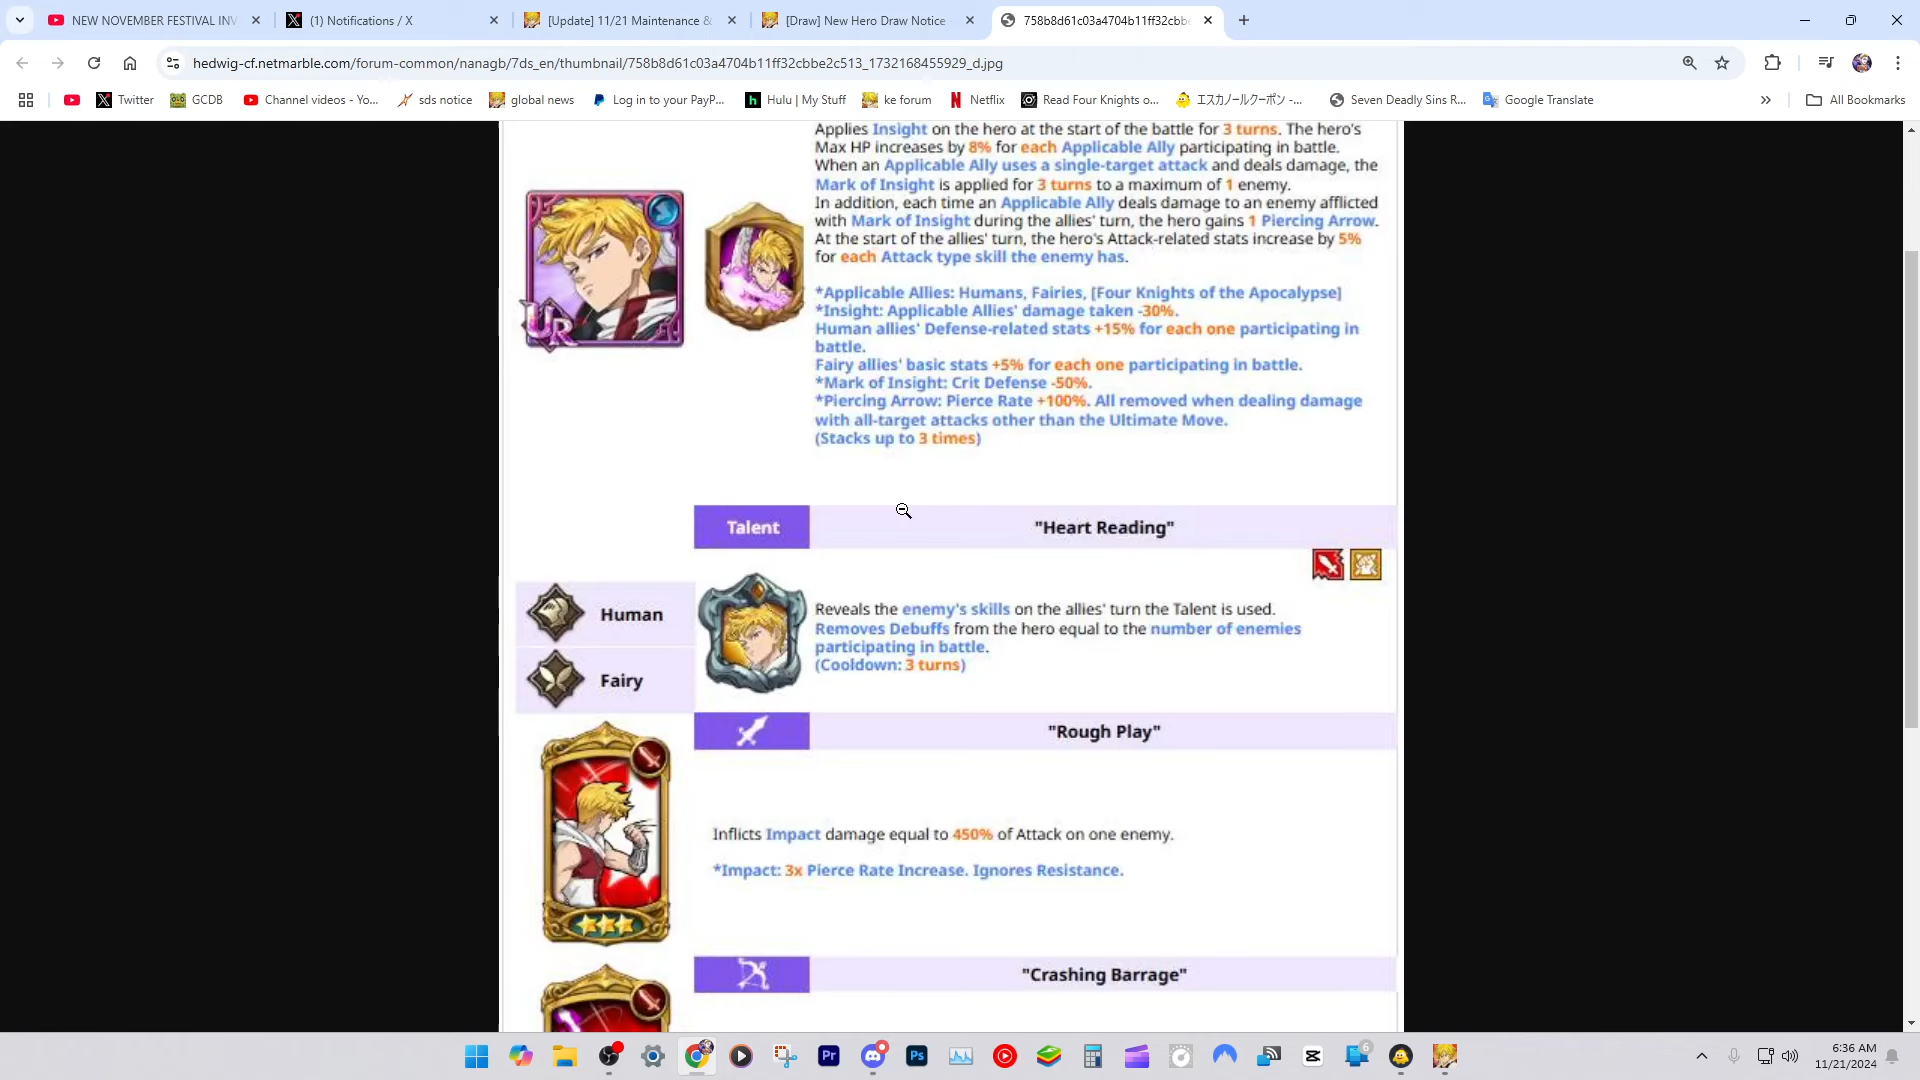 NEW NOVEMBER FESTIVAL INV
(1) Notifications / X
[Update] 11/21 Maintenance &
[Draw] New Hero Draw Notice
758b8d61c03a4704b11ff32cbbe
hedwig-cf.netmarble.com/forum-common/nanagb/7ds_en/thumbnail/758b8d61c03a4704b11ff32cbbe2c513_1732168455929_d.jpg
Twitter
GCDB
Channel videos - Yo...
sds notice
global news
Log in to your PayP...
Hulu | My Stuff
ke forum
Netflix
Read Four Knights o...
エスカノールクーポン -...
Seven Deadly Sins R...
Google Translate
All Bookmarks
Applies Insight on the hero at the start of the battle for 3 turns. The hero's
Max HP increases by 8% for each Applicable Ally participating in battle.
When an Applicable Ally uses a single-target attack and deals damage, the
Mark of Insight is applied for 3 turns to a maximum of 1 enemy.
In addition, each time an Applicable Ally deals damage to an enemy afflicted
with Mark of Insight during the allies' turn, the hero gains 1 Piercing Arrow.
At the start of the allies' turn, the hero's Attack-related stats increase by 5%
for each Attack type skill the enemy has.
*Applicable Allies: Humans, Fairies, [Four Knights of the Apocalypse]
*Insight: Applicable Allies' damage taken -30%.
Human allies' Defense-related stats +15% for each one participating in
battle.
Fairy allies' basic stats +5% for each one participating in battle.
*Mark of Insight: Crit Defense -50%.
*Piercing Arrow: Pierce Rate +100%. All removed when dealing damage
with all-target attacks other than the Ultimate Move.
(Stacks up to 3 times)
UR
Talent
"Heart Reading"
Human
Fairy
Reveals the enemy's skills on the allies' turn the Talent is used.
Removes Debuffs from the hero equal to the number of enemies
participating in battle.
(Cooldown: 3 turns)
"Rough Play"
Inflicts Impact damage equal to 450% of Attack on one enemy.
*Impact: 3x Pierce Rate Increase. Ignores Resistance.
"Crashing Barrage"
Pr
Ps
6
6:36 AM
11/21/2024